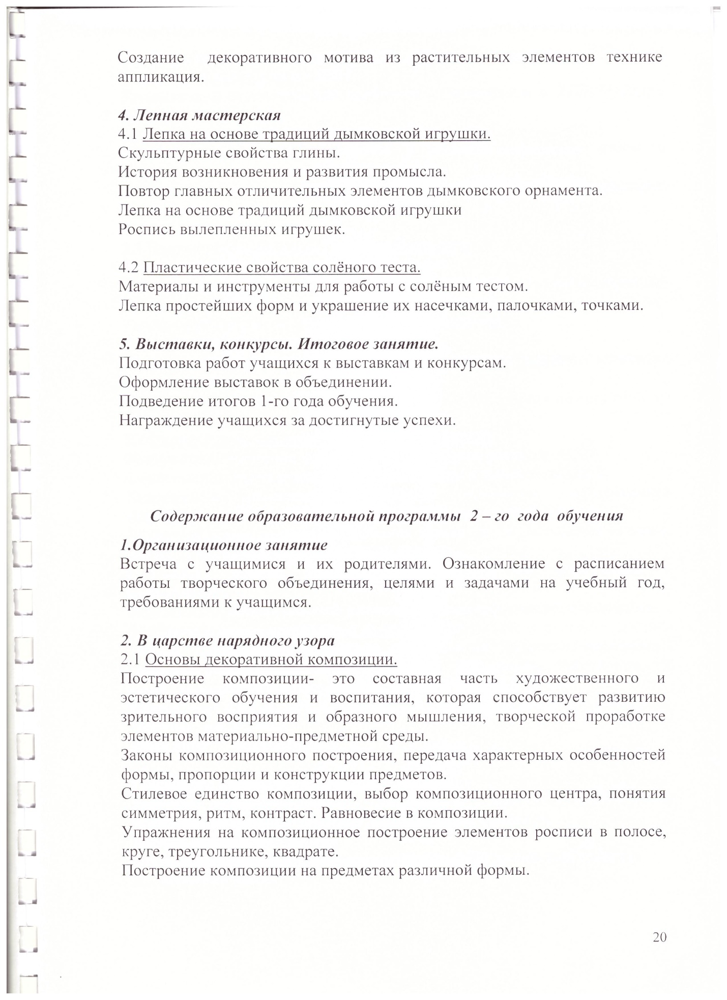 Создание декоративного мотива из растительных элементов технике
аппликация.
4. Лепная мастерская
4.1 Лепка на основе традиций дымковской игрушки.
Скульптурные свойства глины.
История возникновения и развития промысла.
Повтор главных отличительных элементов дымковского орнамента.
Лепка на основе традиций дымковской игрушки
Роспись вылепленных игрушек.
4.2 Пластические свойства солёного теста.
Материалы и инструменты для работы с солёным тестом.
Лепка простейших форм и украшение их насечками, палочками, точками.
5. Выставки, конкурсы. Итоговое занятие.
Подготовка работ учащихся к выставкам и конкурсам.
Оформление выставок в объединении.
Подведение итогов 1-го года обучения.
Награждение учащихся за достигнутые успехи.
Содержание образовательной программы 2 – го года обучения
1.Организационное занятие
Встреча с учащимися и их родителями. Ознакомление с расписанием
работы творческого объединения, целями и задачами на учебный год,
требованиями к учащимся.
2. В царстве нарядного узора
2.1 Основы декоративной композиции.
Построение композиции- это составная часть художественного и
эстетического обучения и воспитания, которая способствует развитию
зрительного восприятия и образного мышления, творческой проработке
элементов материально-предметной среды.
Законы композиционного построения, передача характерных особенностей
формы, пропорции и конструкции предметов.
Стилевое единство композиции, выбор композиционного центра, понятия
симметрия, ритм, контраст. Равновесие в композиции.
Упражнения на композиционное построение элементов росписи в полосе,
круге, треугольнике, квадрате.
Построение композиции на предметах различной формы.
20